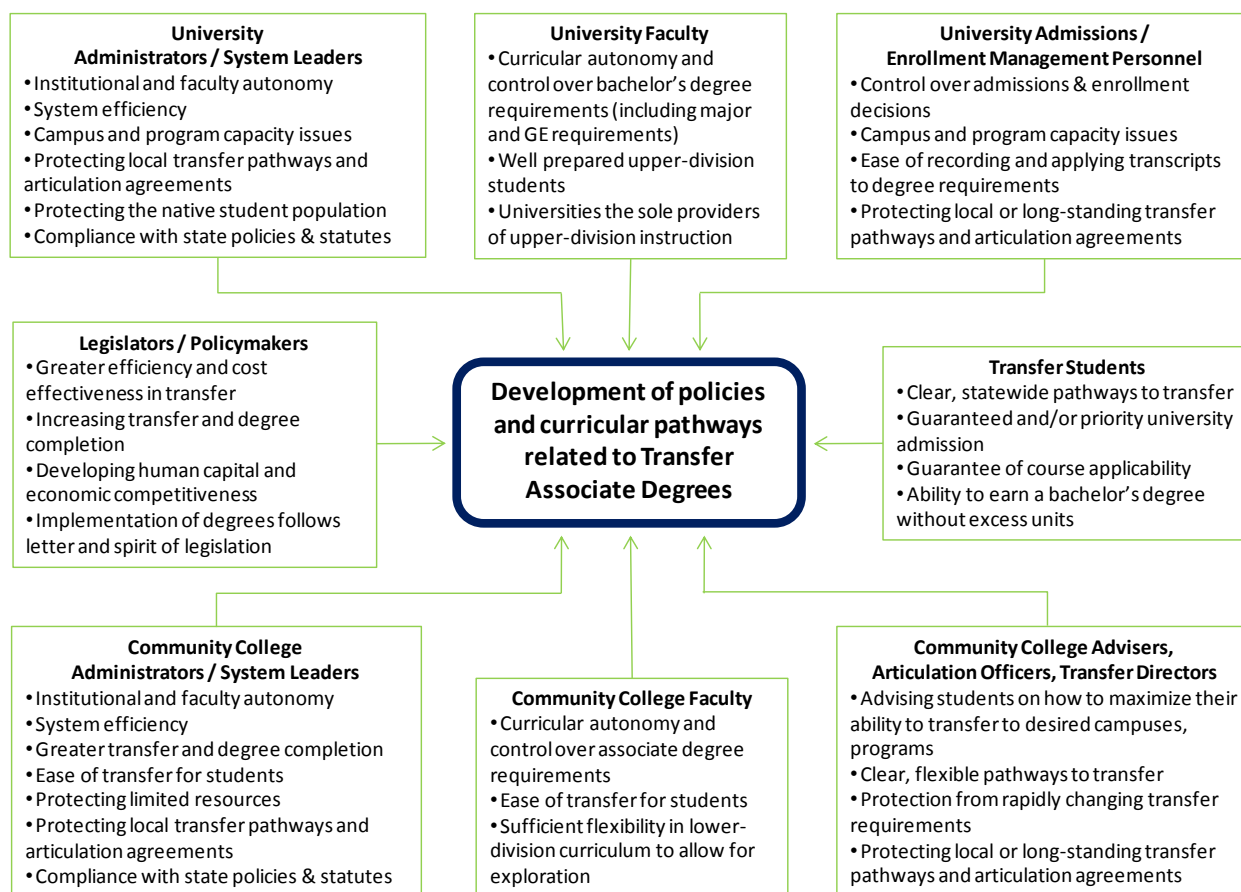 University
Administrators / System Leaders
• Institutional and faculty autonomy
• System efficiency
• Campus and program capacity issues
• Protecting local transfer pathways and
articulation agreements
• Protecting the native student population
• Compliance with state policies & statutes
University Faculty
• Curricular autonomy and
control over bachelor's degree
requirements (including major
and GE requirements)
• Well prepared upper-division
students
• Universities the sole providers
of upper-division instruction
University Admissions /
Enrollment Management Personnel
• Control over admissions & enrollment
decisions
• Campus and program capacity issues
• Ease of recording and applying transcripts
to degree requirements
• Protecting local or long-standing transfer
pathways and articulation agreements
Legislators / Policymakers
• Greater efficiency and cost
effectiveness in transfer
• Increasing transfer and degree
completion
• Developing human capital and
economic competitiveness
• Implementation of degrees follows
letter and spirit of legislation
Development of policies
and curricular pathways
related to Transfer
Associate Degrees
Transfer Students
• Clear, statewide pathways to transfer
• Guaranteed and/or priority university
admission
• Guarantee of course applicability
• Ability to earn a bachelor's degree
without excess units
Community College
Administrators / System Leaders
• Institutional and faculty autonomy
• System efficiency
• Greater transfer and degree completion
• Ease of transfer for students
• Protecting limited resources
• Protecting local transfer pathways and
articulation agreements
• Compliance with state policies & statutes
Community College Faculty
• Curricular autonomy and
control over associate degree
requirements
• Ease of transfer for students
• Sufficient flexibility in lower-
division curriculum to allow for
exploration
Community College Advisers,
Articulation Officers, Transfer Directors
• Advising students on how to maximize their
ability to transfer to desired campuses,
programs
• Clear, flexible pathways to transfer
• Protection from rapidly changing transfer
requirements
• Protecting local or long-standing transfer
pathways and articulation agreements